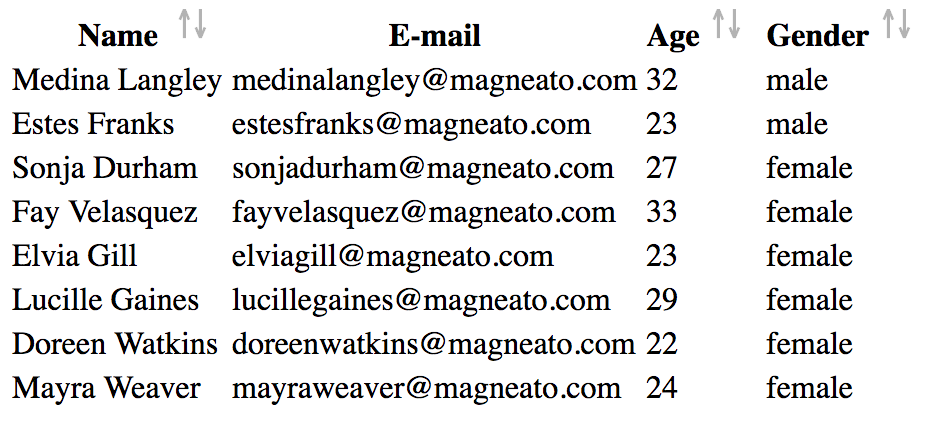 Name E-mail Age Gender
Medina Langley medinalangley@magneato.com 32 male
Estes Franks estesfranks@magneato.com 23 male
Sonja Durham sonjadurham@magneato.com 27 female
Fay Velasquez fayvelasquez@magneato.com 33 female
Elvia Gill elviagill@magneato.com 23 female
Lucille Gaines lucillegaines@magneato.com 29 female
Doreen Watkins doreenwatkins@magneato.com 22 female
Mayra Weaver mayraweaver@magneato.com 24 female